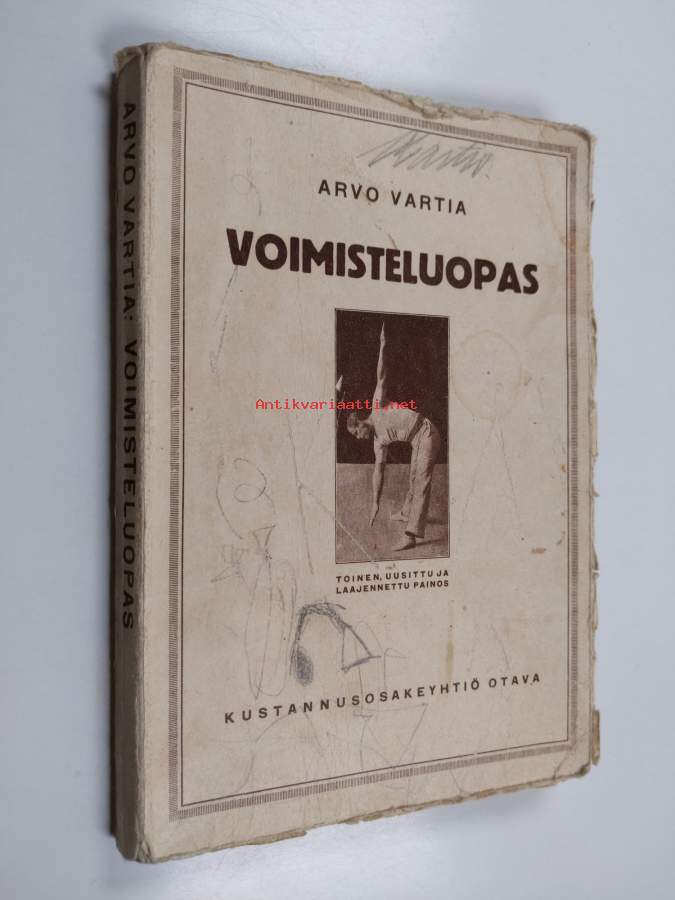 ARVO VARTIA: VOIMISTELUOPAS
ARVO VARTIA
VOIMISTELUOPAS
Antikvariaatti.net
TOINEN, UUSITTU JA
LAAJENNETTU PAINOS
KUSTANNUSOSAKEYHTIÖ OTAVA